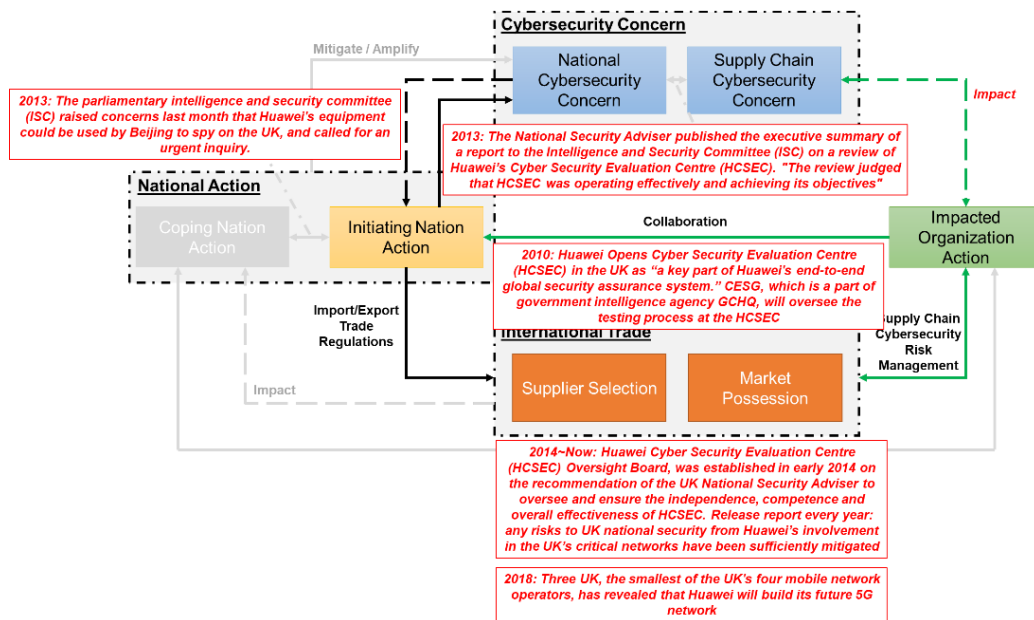 Cybersecurity Concern
Mitigate / Amplify
National
Cybersecurity
Concern
Supply Chain
Cybersecurity
Concern
Impact
2013: The parliamentary intelligence and security committee
(ISC) raised concerns last month that Huawei's equipment
could be used by Beijing to spy on the UK, and called for an
urgent inquiry.
2013: The National Security Adviser published the executive summary of
a report to the Intelligence and Security Committee (ISC) on a review of
Huawei's Cyber Security Evaluation Centre (HCSEC). "The review judged
that HCSEC was operating effectively and achieving its objectives"
National Action
Coping Nation
Action
Initiating Nation
Action
Collaboration
Impacted
Organization
Action
2010: Huawei Opens Cyber Security Evaluation Centre
(HCSEC) in the UK as “a key part of Huawei's end-to-end
global security assurance system.” CESG, which is a part of
government intelligence agency GCHQ, will oversee the
testing process at the HCSEC
Import/Export
Trade
Regulations
International Trade
Supply Chain
Cybersecurity
Risk
Management
Supplier Selection
Market
Possession
Impact
2014~Now: Huawei Cyber Security Evaluation Centre
(HCSEC) Oversight Board, was established in early 2014 on
the recommendation of the UK National Security Adviser to
oversee and ensure the independence, competence and
overall effectiveness of HCSEC. Release report every year:
any risks to UK national security from Huawei's involvement
in the UK's critical networks have been sufficiently mitigated
2018: Three UK, the smallest of the UK's four mobile network
operators, has revealed that Huawei will build its future 5G
network